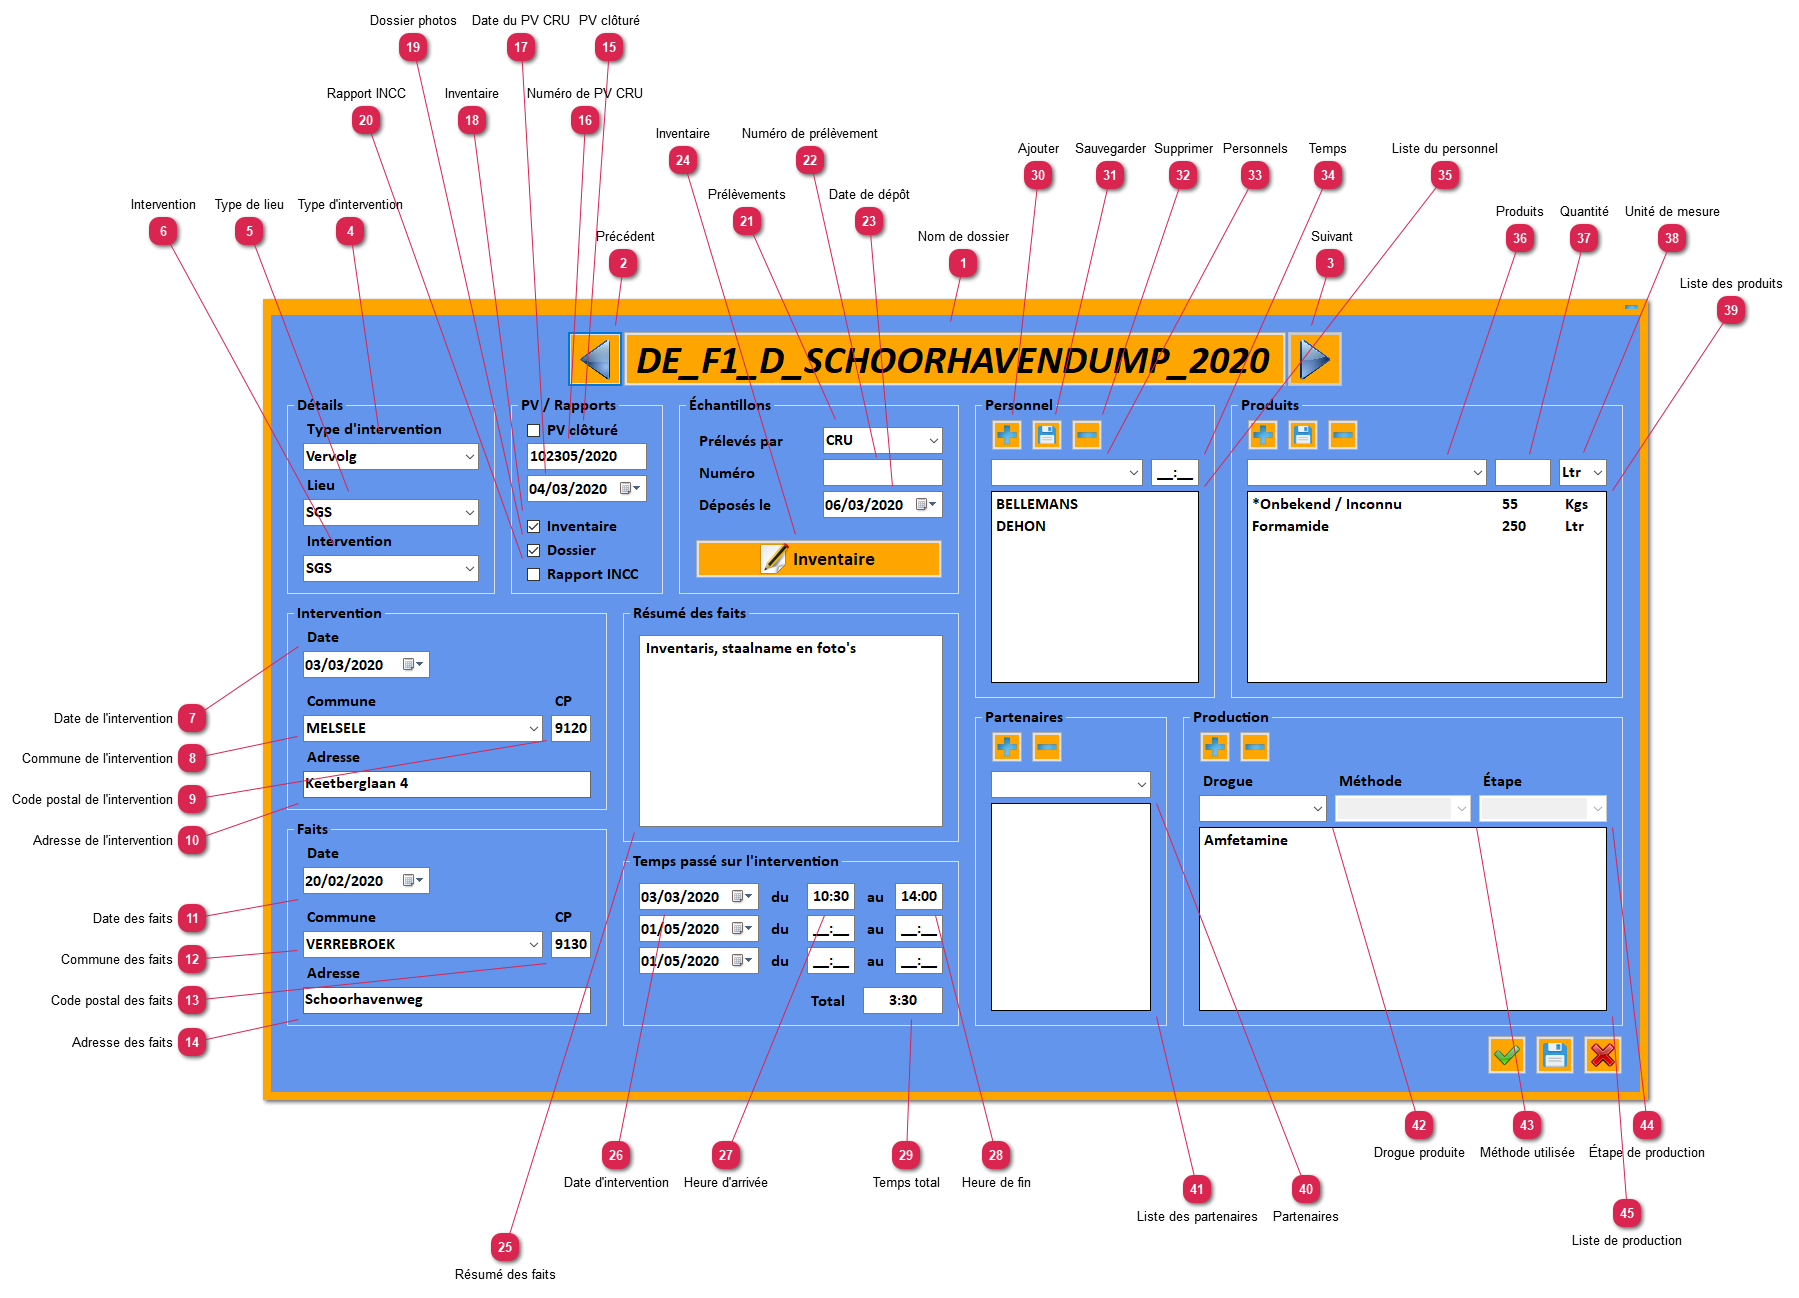 Dossier photos
19
Date du PV CRU
17
PV clôturé
15
Rapport INCC
20
Inventaire
18
Numéro de PV CRU
16
Inventaire
24
Numéro de prélèvement
22
Prélèvements
21
Date de dépôt
23
Ajouter
30
Sauvegarder
31
Supprimer
32
Personnels
33
Temps
34
Liste du personnel
35
Intervention
6
Type de lieu
5
Type d'intervention
4
Précédent
2
Nom de dossier
1
Suivant
3
Produits
36
Quantité
37
Unité de mesure
38
Liste des produits
39
DE_F1_D_SCHOORHAVENDUMP_2020
Détails
Type d'intervention
Vervolg
Lieu
SGS
Intervention
SGS
PV / Rapports
PV clôturé
102305/2020
04/03/2020
Inventaire
Dossier
Rapport INCC
Échantillons
Prélevés par
CRU
Numéro
Déposés le
06/03/2020
Inventaire
Personnel
__:__
BELLEMANS
DEHON
Produits
Ltr
*Onbekend / Inconnu 55 Kgs
Formamide 250 Ltr
Intervention
Date
03/03/2020
Commune
CP
MELSELE
9120
Adresse
Keetberglaan 4
Faits
Date
20/02/2020
Commune
CP
VERREBROEK
9130
Adresse
Schoorhavenweg
Résumé des faits
Inventaris, staalname en foto's
Temps passé sur l'intervention
03/03/2020 du 10:30 au 14:00
01/05/2020 du __:__ au __:__
01/05/2020 du __:__ au __:__
Total 3:30
Partenaires
Production
Drogue
Méthode
Étape
Amfetamine
Date de l'intervention 7
Commune de l'intervention 8
Code postal de l'intervention 9
Adresse de l'intervention 10
Date des faits 11
Commune des faits 12
Code postal des faits 13
Adresse des faits 14
25
Résumé des faits
26
Date d'intervention
27
Heure d'arrivée
29
Temps total
28
Heure de fin
41
Liste des partenaires
40
Partenaires
42
Drogue produite
43
Méthode utilisée
44
Étape de production
45
Liste de production